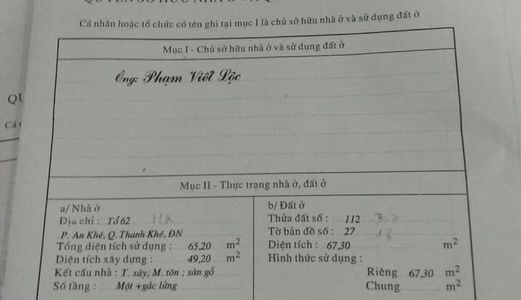 Cá nhân hoặc tổ chức có tên ghi tại mục I là chủ sở hữu nhà ở và sử dụng đất ở
Mục I - Chủ sở hữu nhà ở và sử dụng đất ở
Ông: Phạm Viết Lộc
QU
Cá n
Mục II - Thực trạng nhà ở, đất ở
a/ Nhà ở
Địa chỉ : Tổ 62
P. An Khê, Q. Thanh Khê, ĐN
Tổng diện tích sử dụng : 65,20 m²
Diện tích xây dựng : 49,20 m²
Kết cấu nhà : T. xây; M. tôn ; sàn gỗ
Số tầng : Một +gác lửng
b/ Đất ở
Thửa đất số : 112
Tờ bản đồ số : 27
Diện tích : 67,30 m²
Hình thức sử dụng :
Riêng 67,30 m²
Chung m²